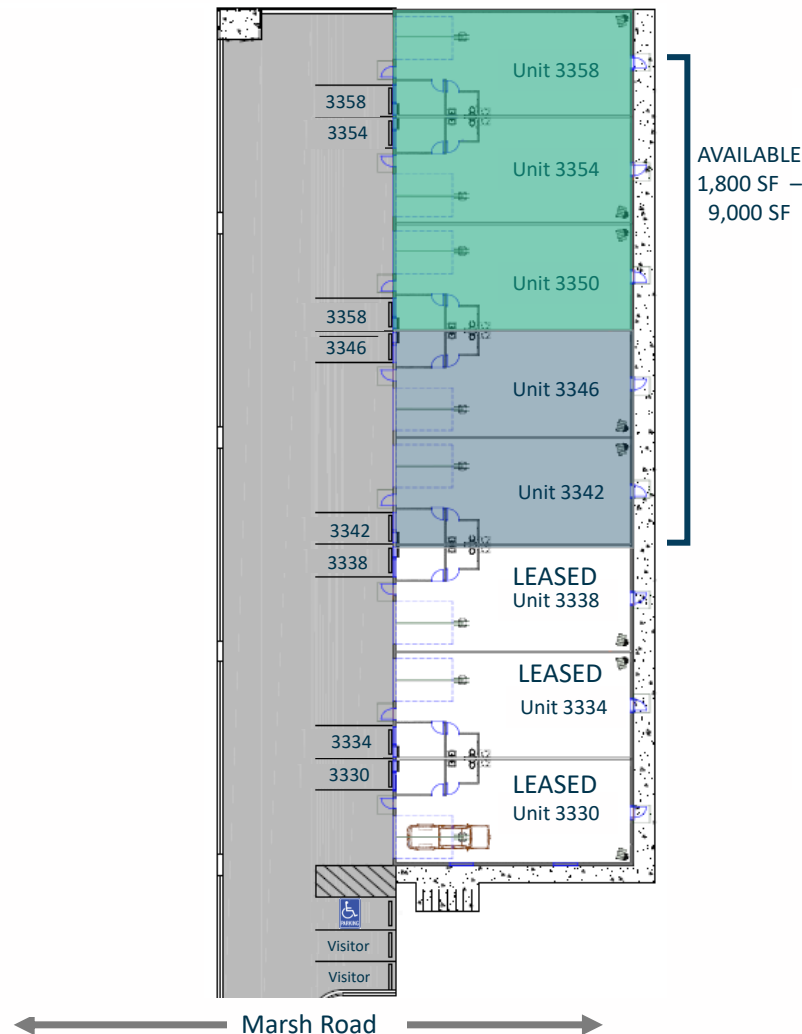 Unit 3358
3358
3354
AVAILABLE
1,800 SF –
9,000 SF
Unit 3354
Unit 3350
3358
3346
Unit 3346
Unit 3342
3342
3338
LEASED
Unit 3338
LEASED
Unit 3334
3334
3330
LEASED
Unit 3330
PARKING
Visitor
Visitor
Marsh Road